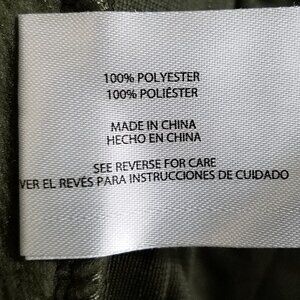 100% POLYESTER
100% POLIÉSTER
MADE IN CHINA
HECHO EN CHINA
SEE REVERSE FOR CARE
VER EL REVÉS PARA INSTRUCCIONES DE CUIDADO